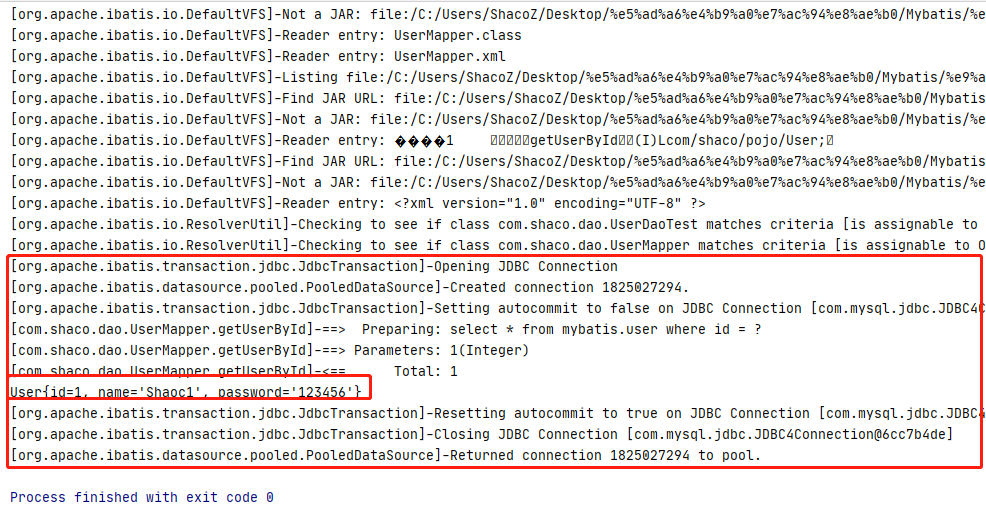 [org.apache.ibatis.io.DefaultVFS]-Not a JAR: file:/C:/Users/ShacoZ/Desktop/%e5%ad%a6%e4%b9%a0%e7%ac%94%e8%ae%b0/Mybatis/%e
[org.apache.ibatis.io.DefaultVFS]-Reader entry: UserMapper.class
[org.apache.ibatis.io.DefaultVFS]-Reader entry: UserMapper.xml
[org.apache.ibatis.io.DefaultVFS]-Listing file:/C:/Users/ShacoZ/Desktop/%e5%ad%a6%e4%b9%a0%e7%ac%94%e8%ae%b0/Mybatis/%e9%a
[org.apache.ibatis.io.DefaultVFS]-Find JAR URL: file:/C:/Users/ShacoZ/Desktop/%e5%ad%a6%e4%b9%a0%e7%ac%94%e8%ae%b0/Mybatis
[org.apache.ibatis.io.DefaultVFS]-Not a JAR: file:/C:/Users/ShacoZ/Desktop/%e5%ad%a6%e4%b9%a0%e7%ac%94%e8%ae%b0/Mybatis/%e
[org.apache.ibatis.io.DefaultVFS]-Reader entry: ����1 getUserById (I)Lcom/shaco/pojo/User;
[org.apache.ibatis.io.DefaultVFS]-Find JAR URL: file:/C:/Users/ShacoZ/Desktop/%e5%ad%a6%e4%b9%a0%e7%ac%94%e8%ae%b0/Mybatis
[org.apache.ibatis.io.DefaultVFS]-Not a JAR: file:/C:/Users/ShacoZ/Desktop/%e5%ad%a6%e4%b9%a0%e7%ac%94%e8%ae%b0/Mybatis/%e
[org.apache.ibatis.io.DefaultVFS]-Reader entry: <?xml version="1.0" encoding="UTF-8" ?>
[org.apache.ibatis.io.ResolverUtil]-Checking to see if class com.shaco.dao.UserDaoTest matches criteria [is assignable to
[org.apache.ibatis.io.ResolverUtil]-Checking to see if class com.shaco.dao.UserMapper matches criteria [is assignable to O
[org.apache.ibatis.transaction.jdbc.JdbcTransaction]-Opening JDBC Connection
[org.apache.ibatis.datasource.pooled.PooledDataSource]-Created connection 1825027294.
[org.apache.ibatis.transaction.jdbc.JdbcTransaction]-Setting autocommit to false on JDBC Connection [com.mysql.jdbc.JDBC4C
[com.shaco.dao.UserMapper.getUserById]-==>  Preparing: select * from mybatis.user where id = ?
[com.shaco.dao.UserMapper.getUserById]-==> Parameters: 1(Integer)
[com.shaco.dao.UserMapper.getUserById]-<==      Total: 1
User{id=1, name='Shaoc1', password='123456'}
[org.apache.ibatis.transaction.jdbc.JdbcTransaction]-Resetting autocommit to true on JDBC Connection [com.mysql.jdbc.JDBC4
[org.apache.ibatis.transaction.jdbc.JdbcTransaction]-Closing JDBC Connection [com.mysql.jdbc.JDBC4Connection@6cc7b4de]
[org.apache.ibatis.datasource.pooled.PooledDataSource]-Returned connection 1825027294 to pool.
Process finished with exit code 0